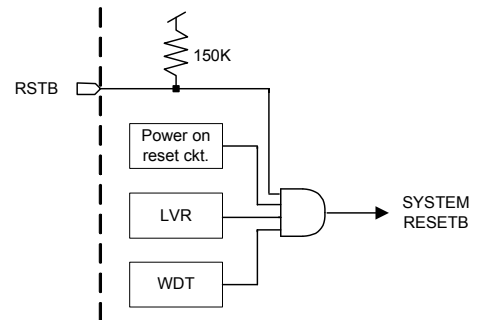 150K
RSTB
Power on
reset ckt.
LVR
WDT
SYSTEM
RESETB